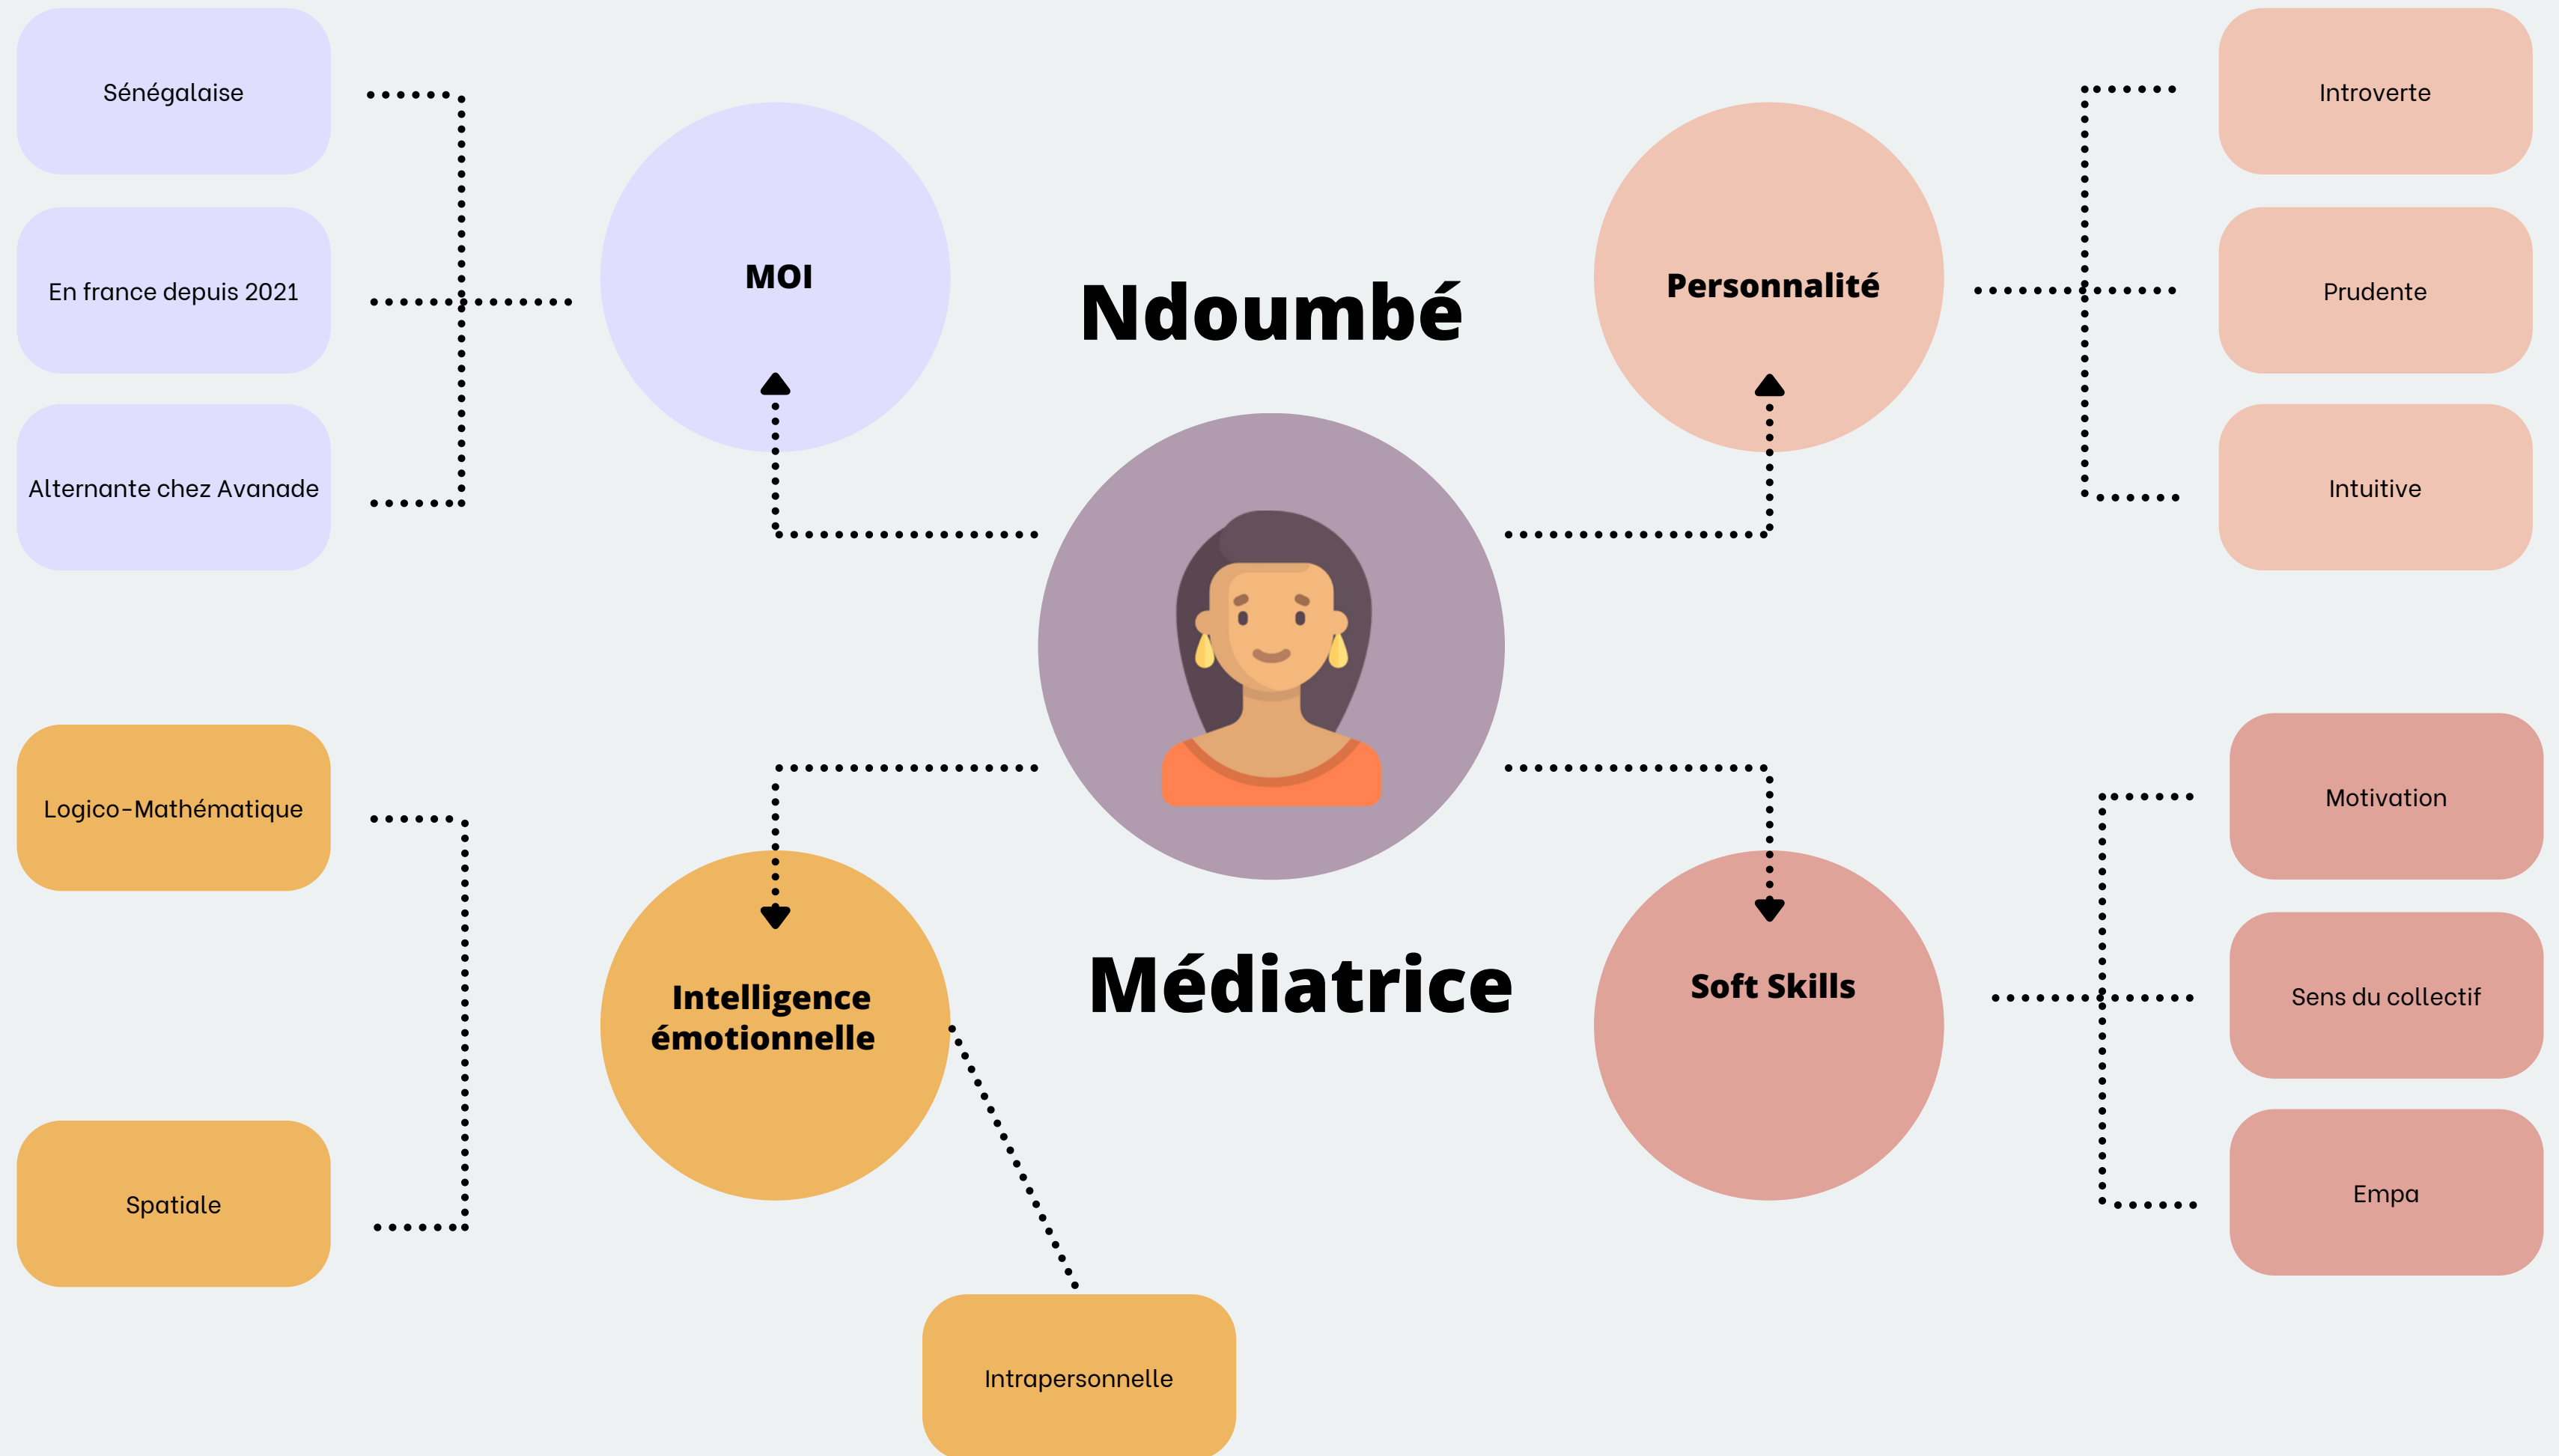 Ndoumbé
Médiatrice
MOI
Sénégalaise
En france depuis 2021
Alternante chez Avanade
Personnalité
Introverte
Prudente
Intuitive
Intelligence
émotionnelle
Logico-Mathématique
Spatiale
Intrapersonnelle
Soft Skills
Motivation
Sens du collectif
Empa